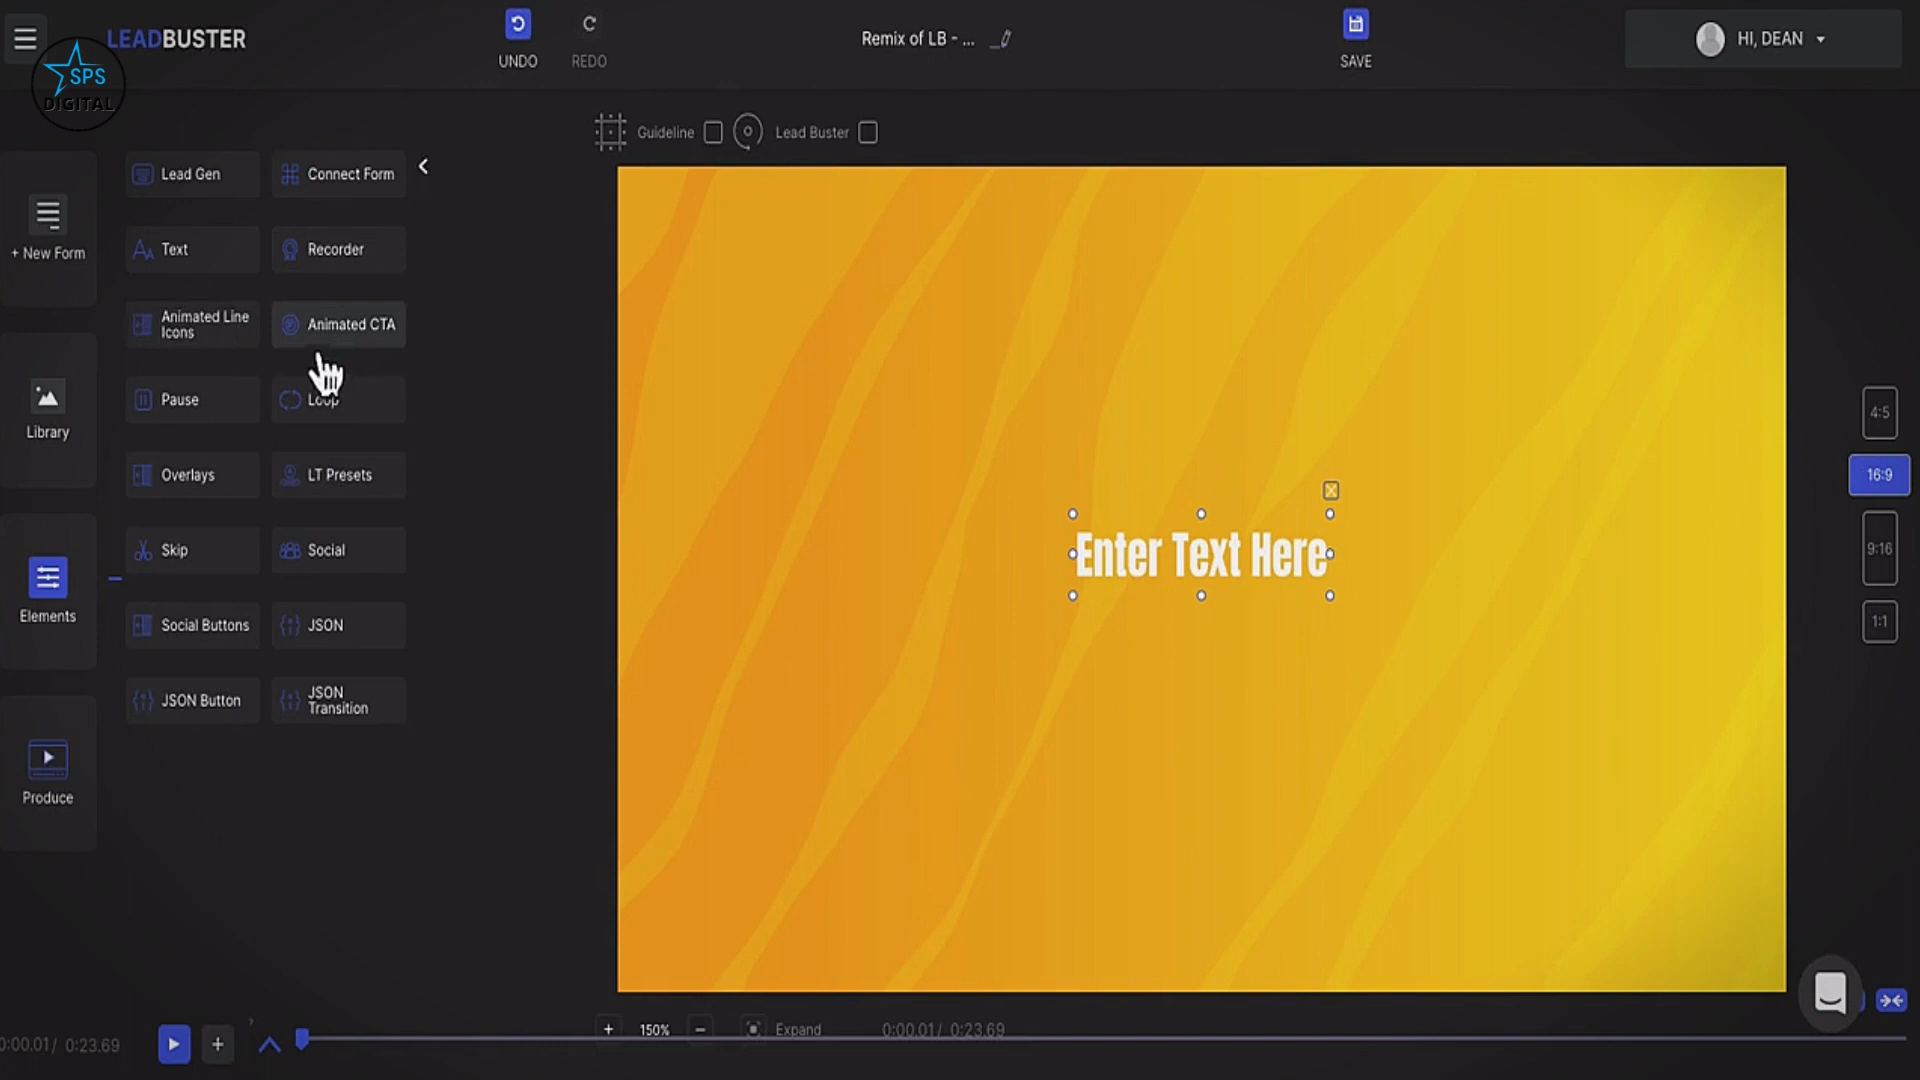 LEADBUSTER
SPS
DIGITAL
UNDO
REDO
Remix of LB - ...
SAVE
HI, DEAN
Guideline
Lead Buster
+ New Form
Library
Elements
Produce
Lead Gen
Connect Form
Text
Recorder
Animated Line
Icons
Animated CTA
Pause
Loop
Overlays
LT Presets
Skip
Social
Social Buttons
JSON
JSON Button
JSON
Transition
Enter Text Here
4:5
16:9
9:16
1:1
+
150%
−
Expand
0:00.01 / 0:23.69
0:00.01 / 0:23.69
+